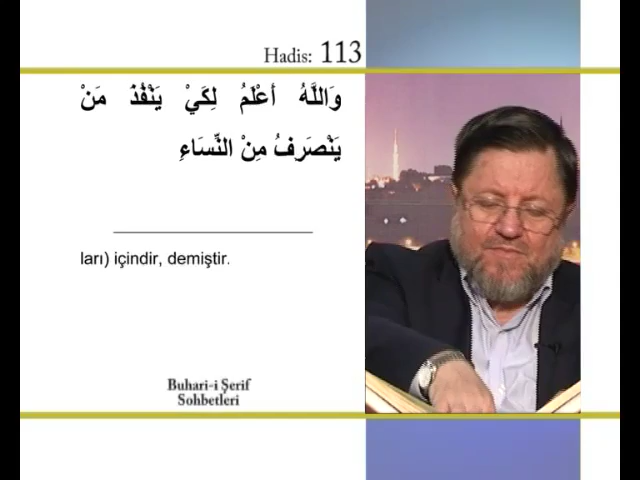 Hadis: 113
وَاللَّهُ أَعْلَمُ لِكَيْ يَنْفُذَ مَنْ
يَنْصَرِفُ مِنْ النِّسَاءِ
ları) içindir, demiştir.
Buhari-i Şerif
Sohbetleri